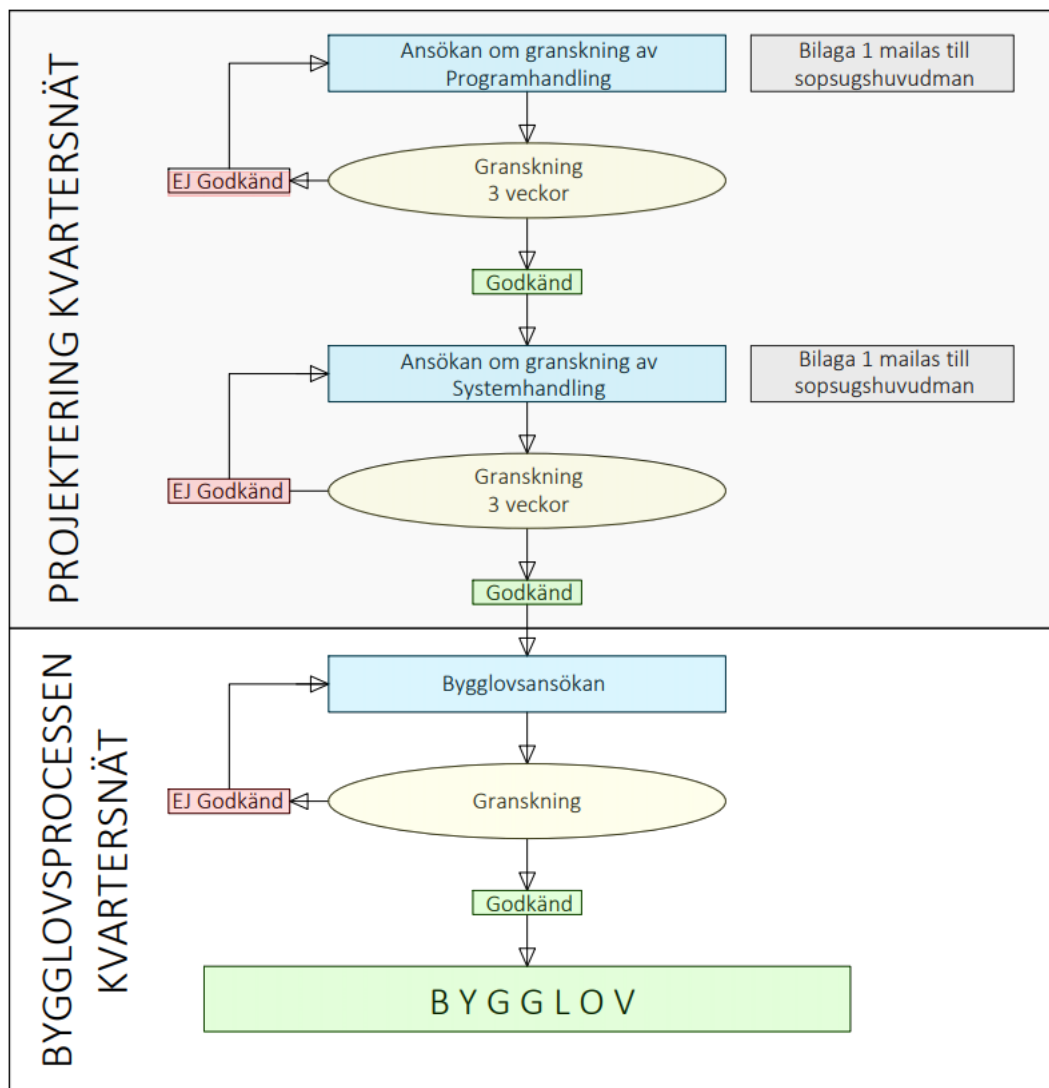 PROJEKTERING KVARTERSNÄT
Ansökan om granskning av
Programhandling
Bilaga 1 mailas till
sopsugshuvudman
Granskning
3 veckor
EJ Godkänd
Godkänd
Ansökan om granskning av
Systemhandling
Bilaga 1 mailas till
sopsugshuvudman
Granskning
3 veckor
EJ Godkänd
Godkänd
BYGGLOVSPROCESSEN
KVARTERSNÄT
Bygglovsansökan
Granskning
EJ Godkänd
Godkänd
BYGGLOV